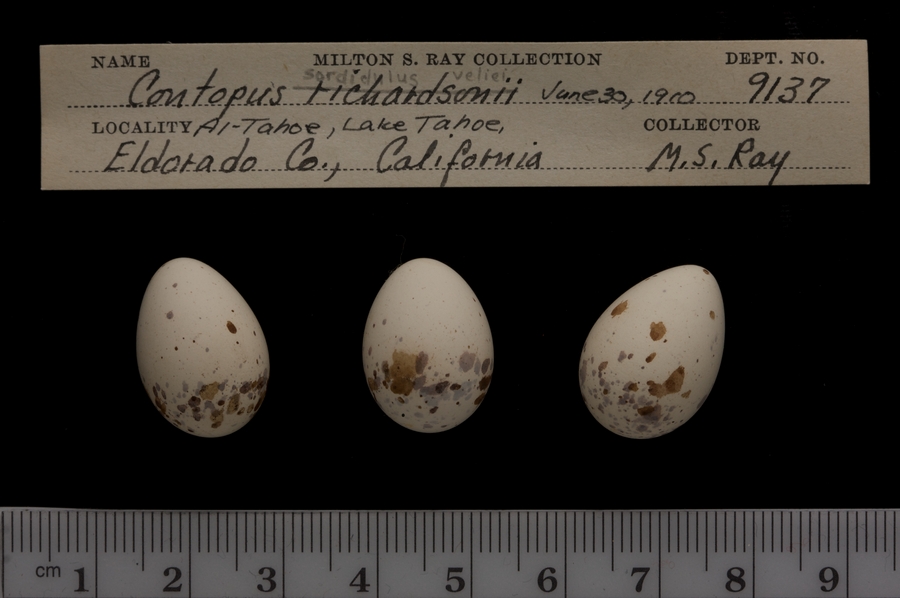 NAME MILTON S. RAY COLLECTION DEPT. NO.
sordidulus veliei
Contopus richardsonii June 30, 1910 9137
LOCALITY Al-Tahoe, Lake Tahoe, COLLECTOR
Eldorado Co., California M.S. Ray
cm 1 2 3 4 5 6 7 8 9